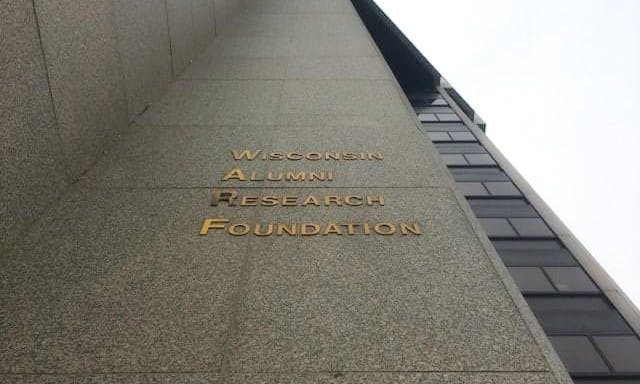 Wisconsin
Alumni
Research
Foundation